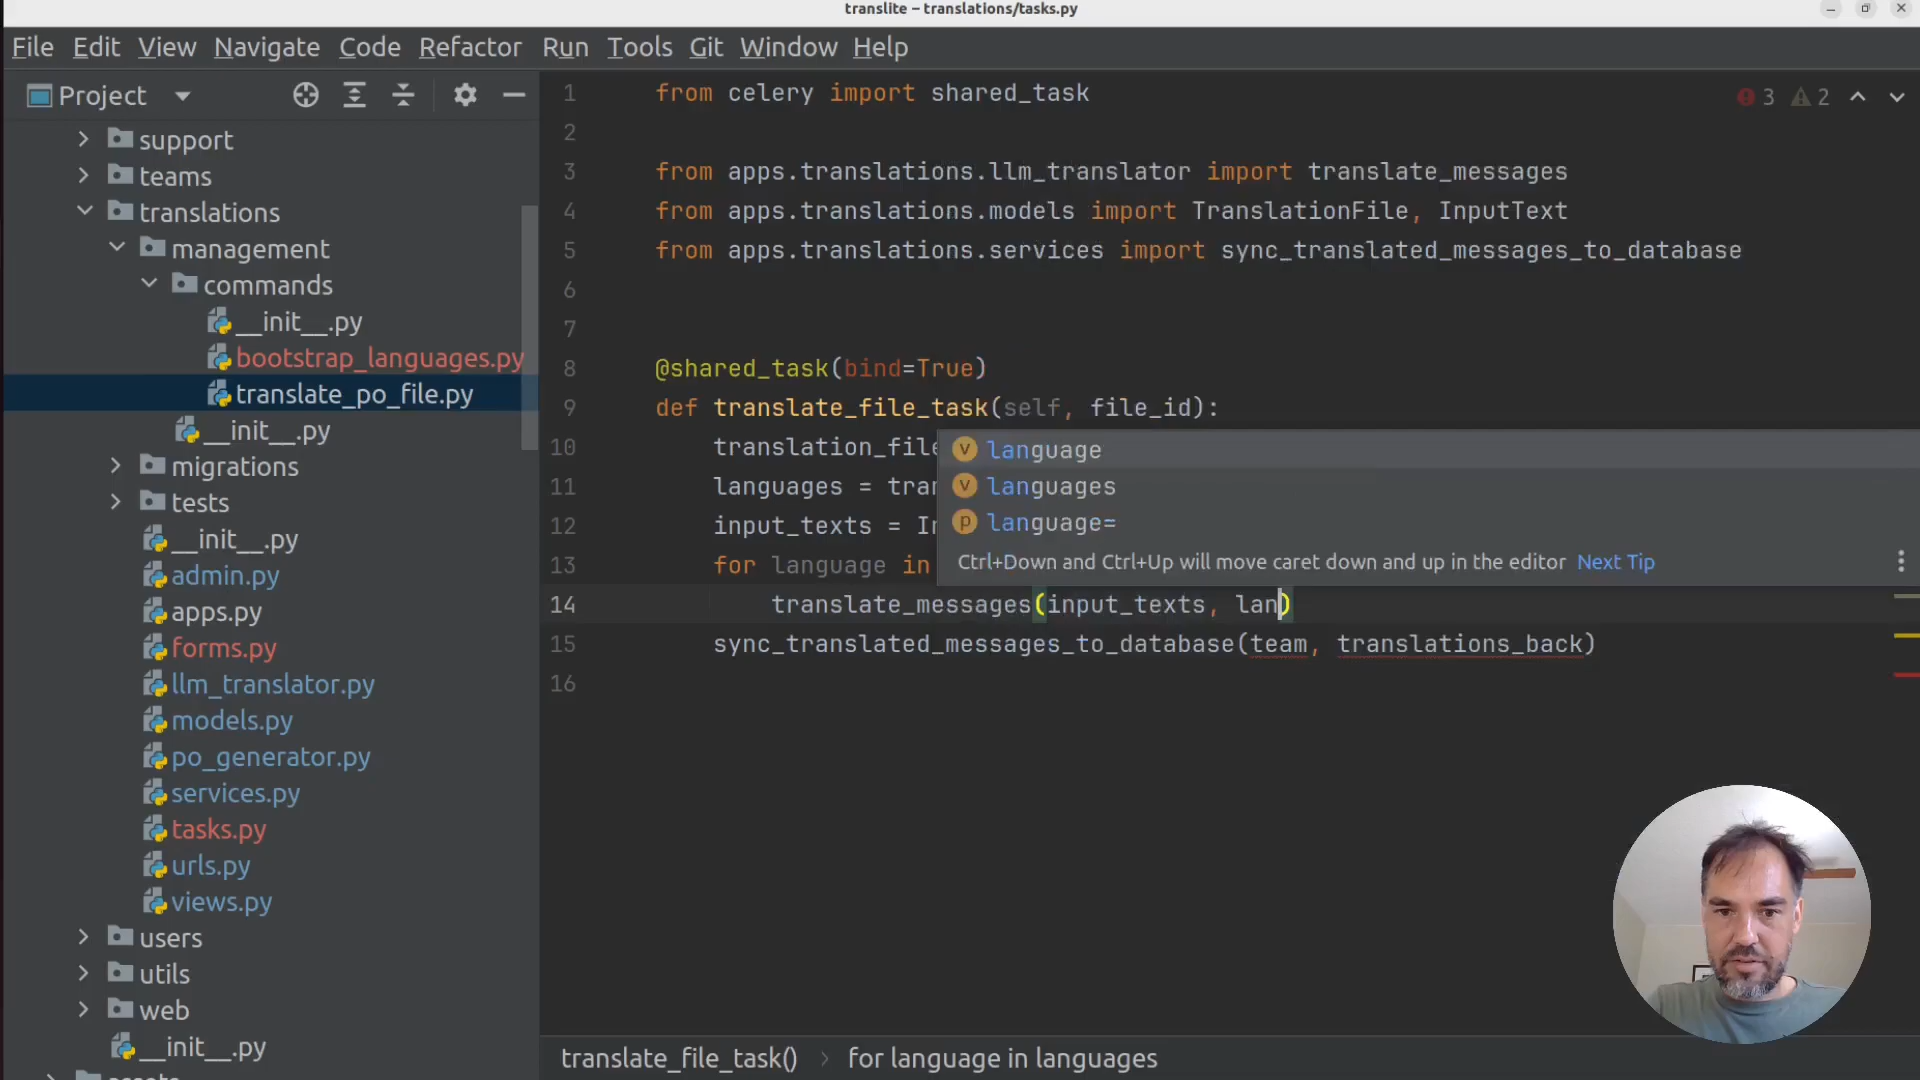 translite – translations/tasks.py
File Edit View Navigate Code Refactor Run Tools Git Window Help
Project
support
teams
translations
management
commands
__init__.py
bootstrap_languages.py
translate_po_file.py
__init__.py
migrations
tests
__init__.py
admin.py
apps.py
forms.py
llm_translator.py
models.py
po_generator.py
services.py
tasks.py
urls.py
views.py
users
utils
web
__init__.py
3 2
1 from celery import shared_task
2
3 from apps.translations.llm_translator import translate_messages
4 from apps.translations.models import TranslationFile, InputText
5 from apps.translations.services import sync_translated_messages_to_database
6
7
8 @shared_task(bind=True)
9 def translate_file_task(self, file_id):
10 translation_file
11 languages = tran
12 input_texts = In
13 for language in
14 translate_messages(input_texts, lan)
15 sync_translated_messages_to_database(team, translations_back)
16
v language
v languages
p language=
Ctrl+Down and Ctrl+Up will move caret down and up in the editor Next Tip
translate_file_task() > for language in languages